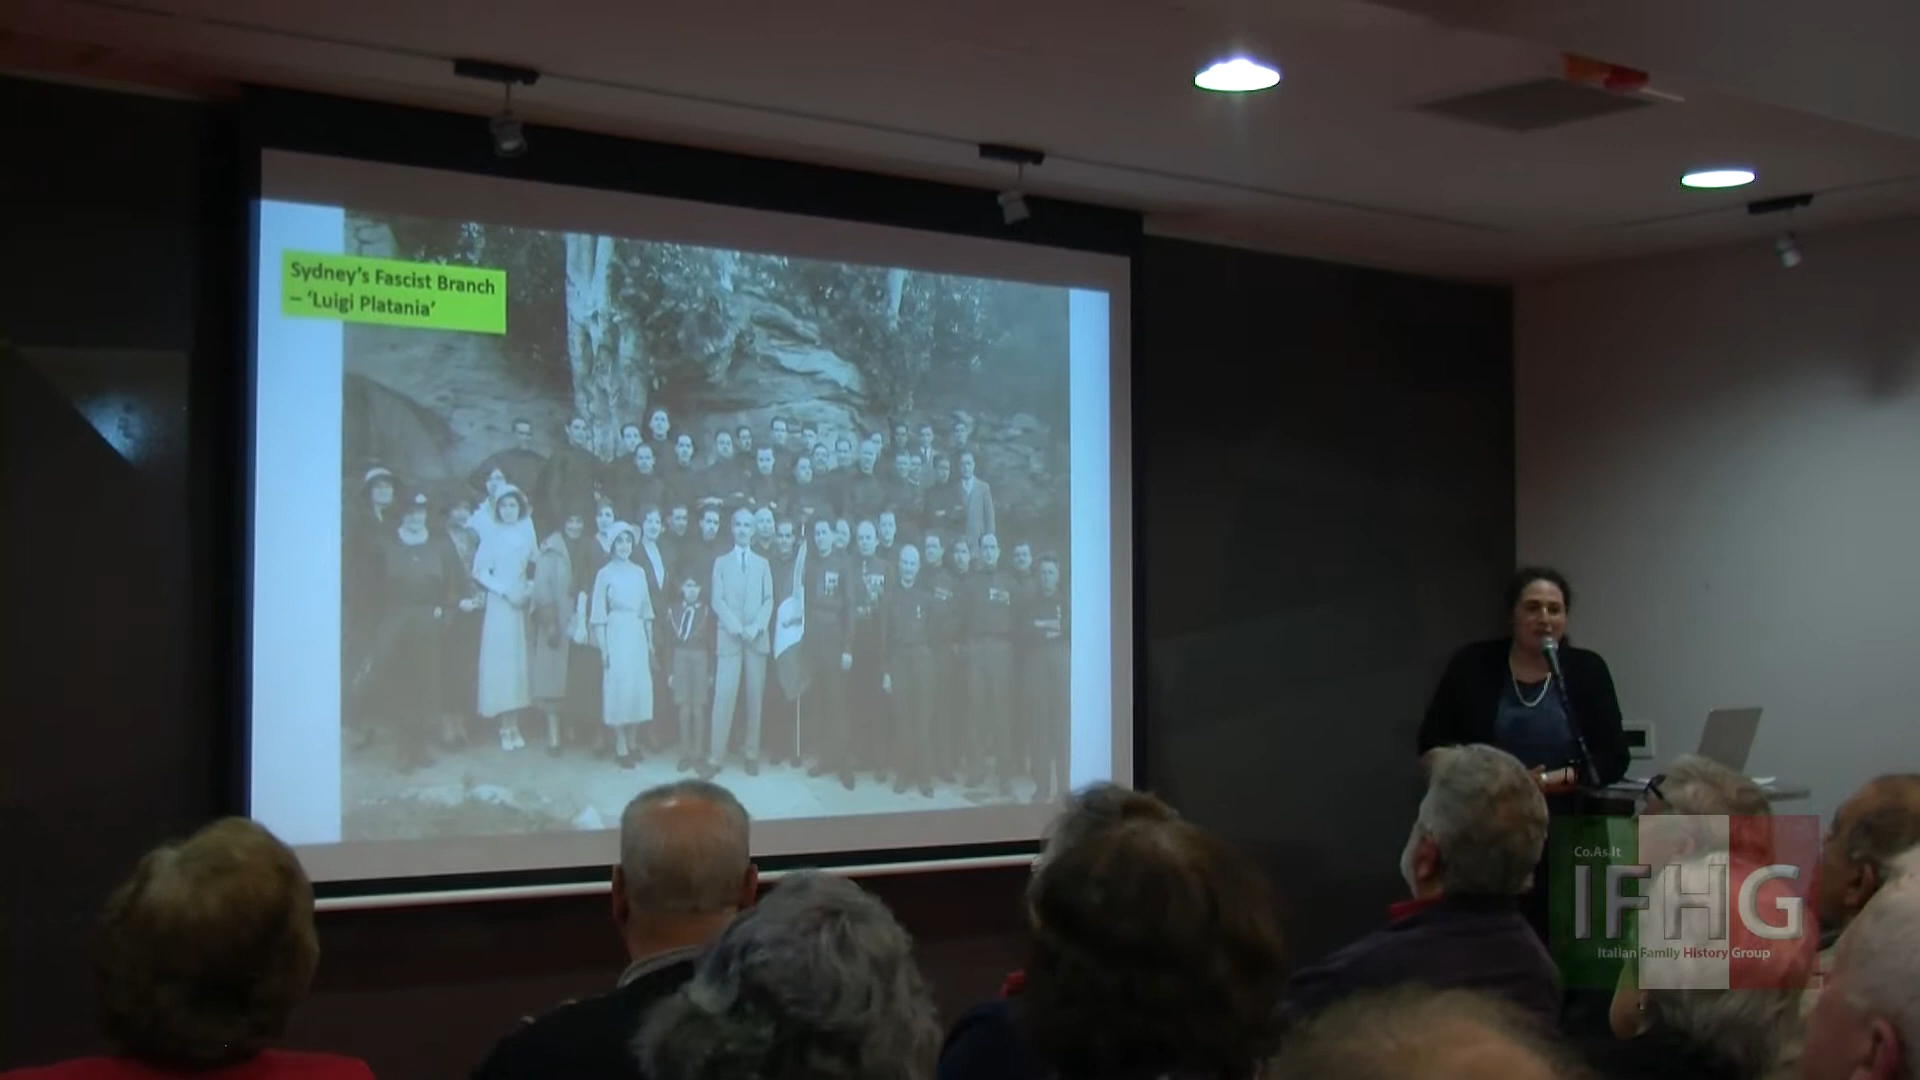 Sydney's Fascist Branch
– 'Luigi Platania'
Co.As.It
IFHG
Italian Family History Group